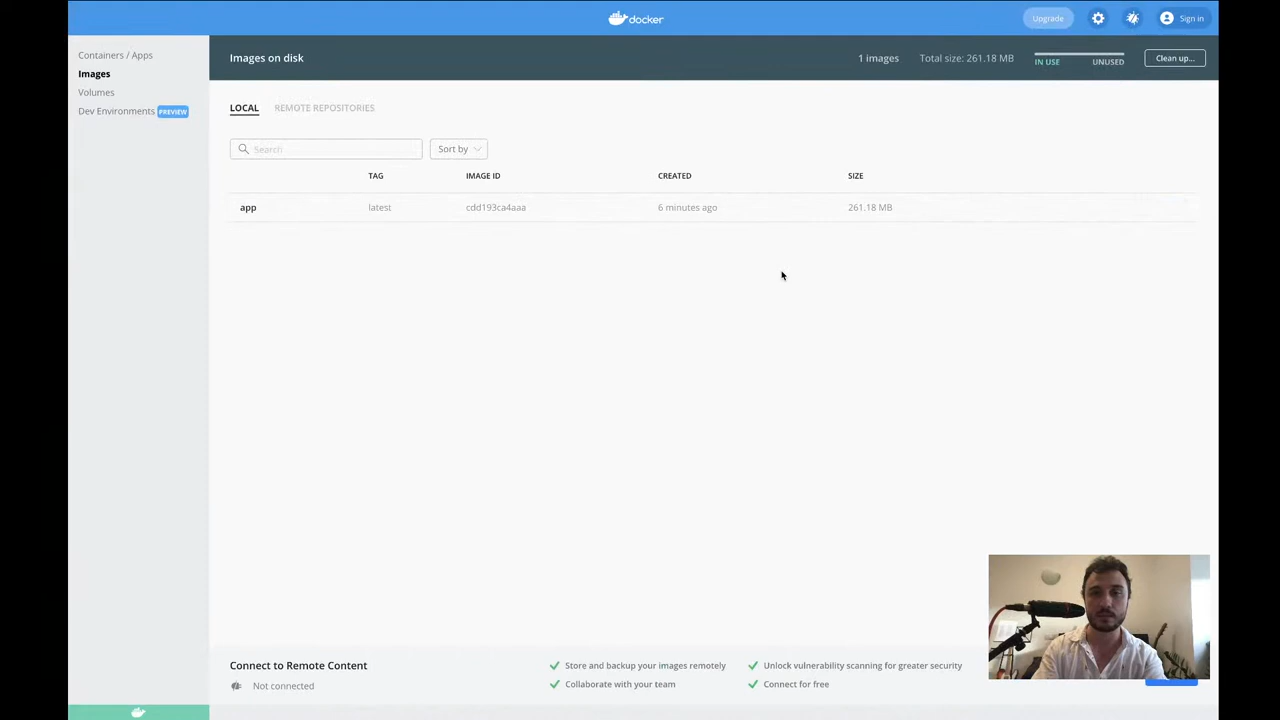 docker
Upgrade
Sign in
Containers / Apps
Images
Volumes
Dev Environments PREVIEW
Images on disk
1 images
Total size: 261.18 MB
IN USE
UNUSED
Clean up...
LOCAL
REMOTE REPOSITORIES
Search
Sort by
TAG
IMAGE ID
CREATED
SIZE
app
latest
cdd193ca4aaa
6 minutes ago
261.18 MB
Connect to Remote Content
Not connected
Store and backup your images remotely
Collaborate with your team
Unlock vulnerability scanning for greater security
Connect for free